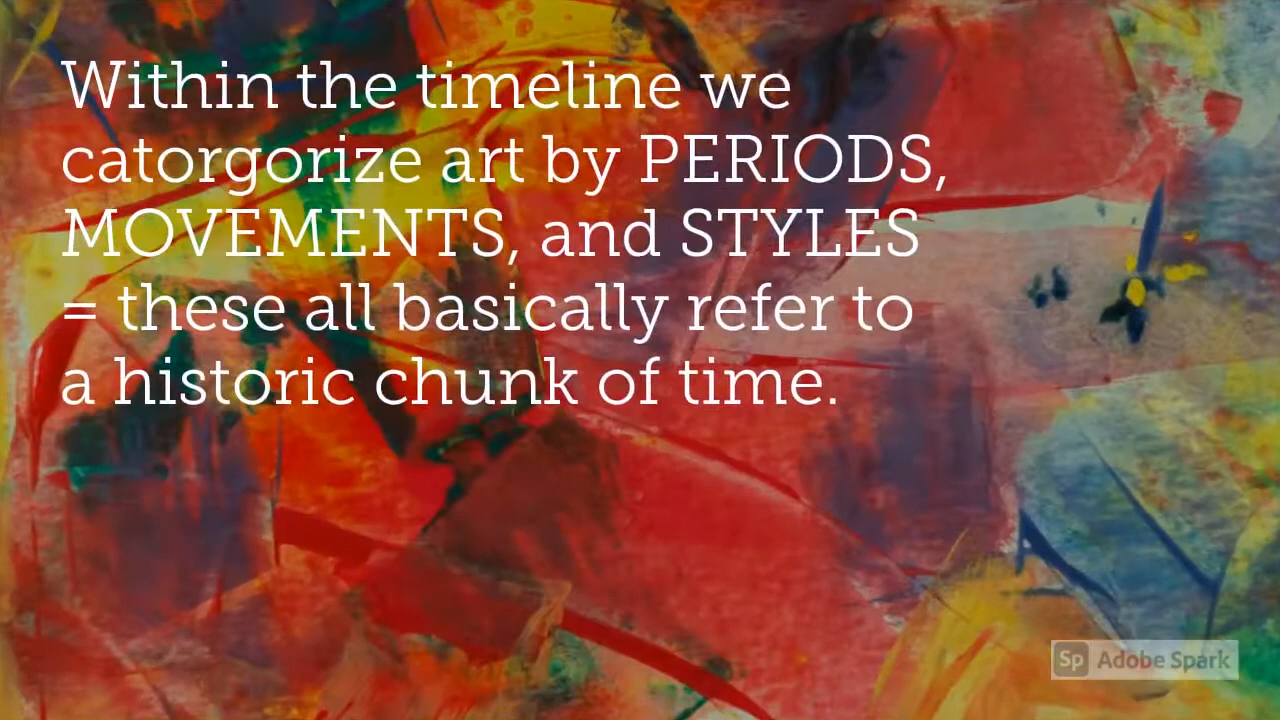 Within the timeline we
catorgorize art by PERIODS,
MOVEMENTS, and STYLES
= these all basically refer to
a historic chunk of time.
Sp Adobe Spark